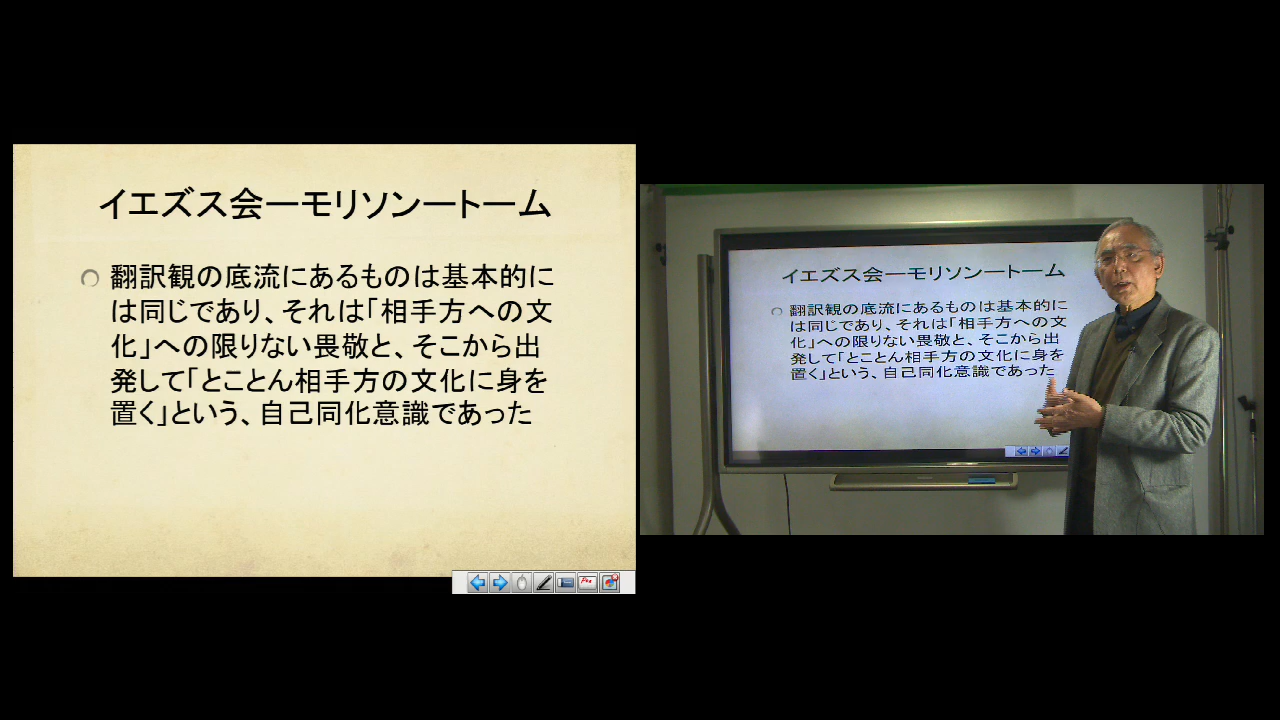 イエズス会ーモリソンートーム
翻訳観の底流にあるものは基本的に
は同じであり、それは「相手方への文
化」への限りない畏敬と、そこから出
発して「とことん相手方の文化に身を
置く」という、自己同化意識であった
イエズス会ーモリソンートーム
翻訳観の底流にあるものは基本的に
は同じであり、それは「相手方への文
化」への限りない畏敬と、そこから出
発して「とことん相手方の文化に身を
置く」という、自己同化意識であった